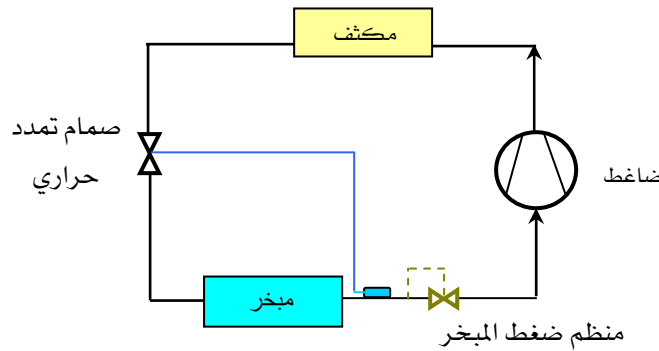 مكثف
صمام تمدد
حراري
ضاغط
مبخر
منظم ضغط المبخر